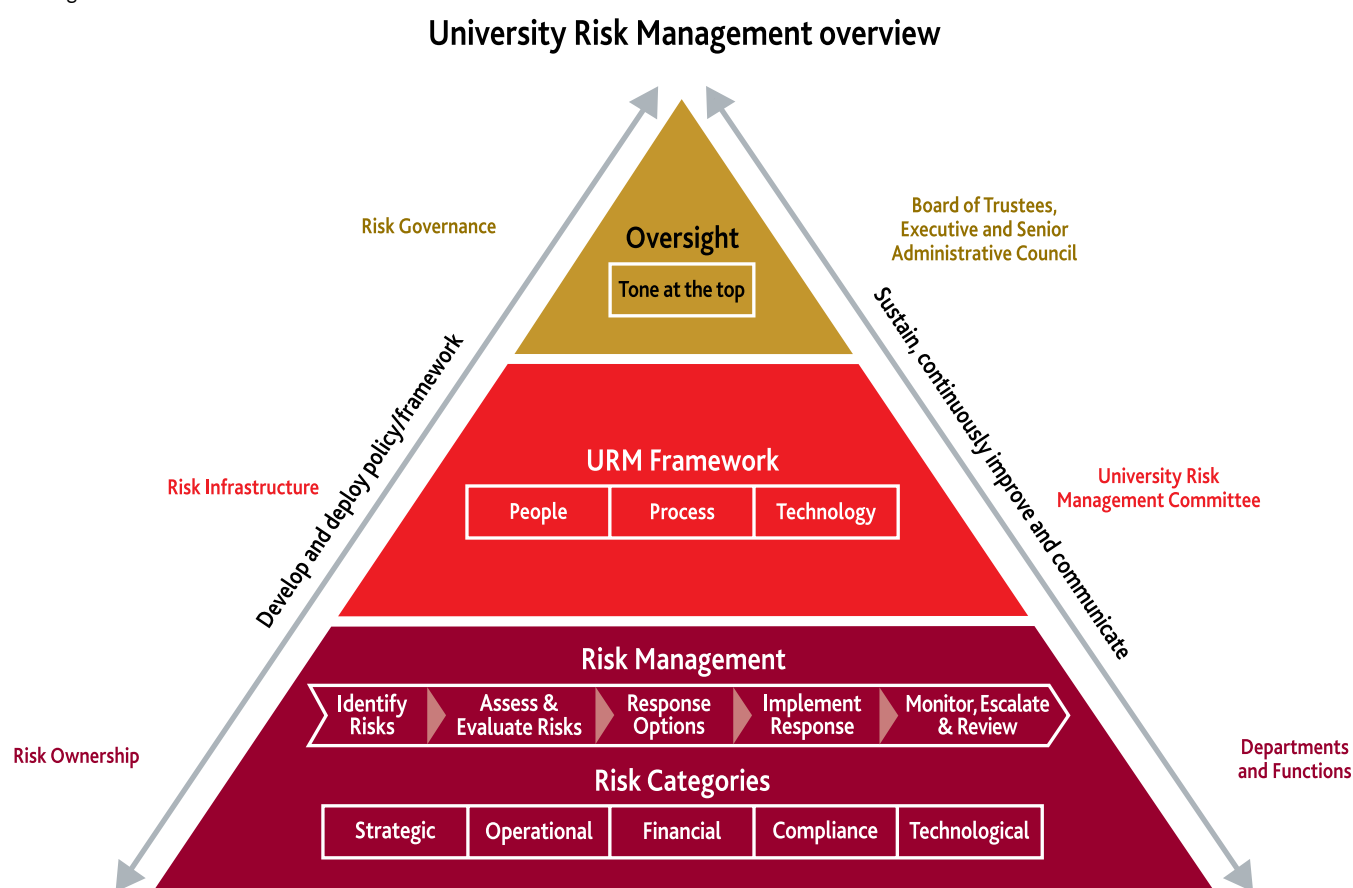 University Risk Management overview
Risk Governance
Oversight
Tone at the top
Board of Trustees,
Executive and Senior
Administrative Council
Develop and deploy policy/framework
Sustain, continuously improve and communicate
Risk Infrastructure
URM Framework
People
Process
Technology
University Risk
Management Committee
Risk Ownership
Risk Management
Identify
Risks
Assess &
Evaluate Risks
Response
Options
Implement
Response
Monitor, Escalate
& Review
Departments
and Functions
Risk Categories
Strategic
Operational
Financial
Compliance
Technological